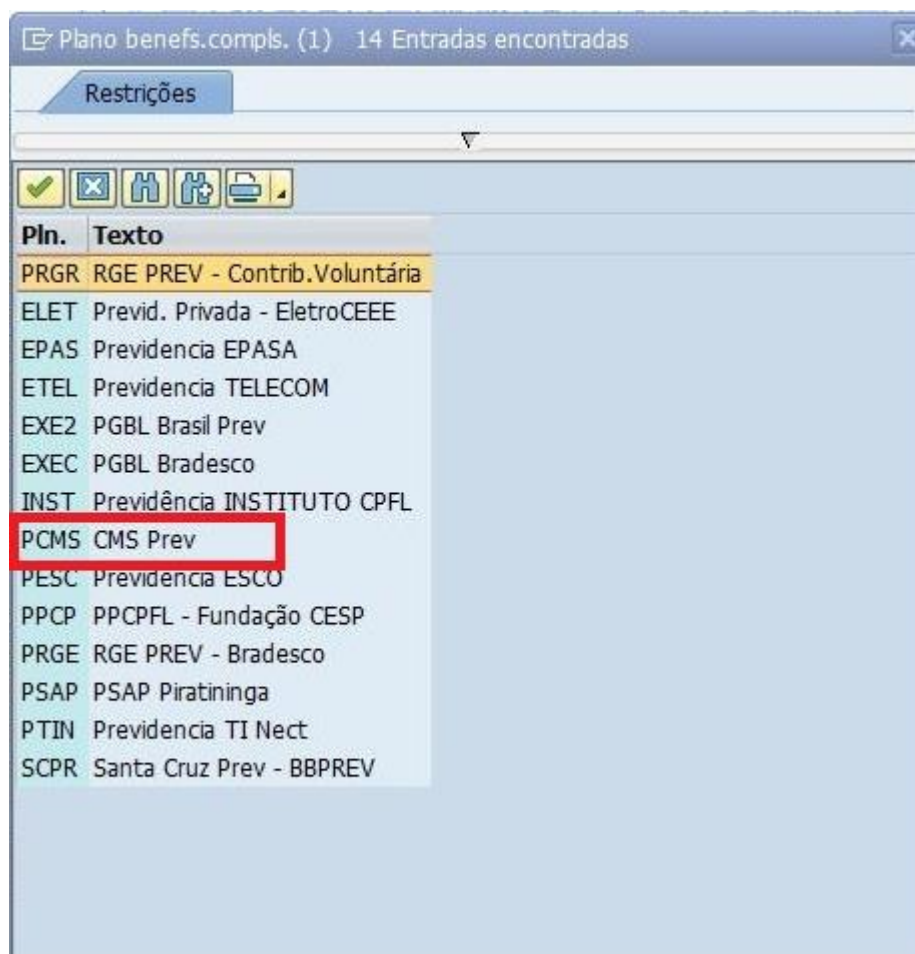 Plano benefs.compls. (1) 14 Entradas encontradas
Restrições
Pln. Texto
PRGR RGE PREV - Contrib.Voluntária
ELET Previd. Privada - EletroCEEE
EPAS Previdencia EPASA
ETEL Previdencia TELECOM
EXE2 PGBL Brasil Prev
EXEC PGBL Bradesco
INST Previdência INSTITUTO CPFL
PCMS CMS Prev
PESC Previdencia ESCO
PPCP PPCPFL - Fundação CESP
PRGE RGE PREV - Bradesco
PSAP PSAP Piratininga
PTIN Previdencia TI Nect
SCPR Santa Cruz Prev - BBPREV